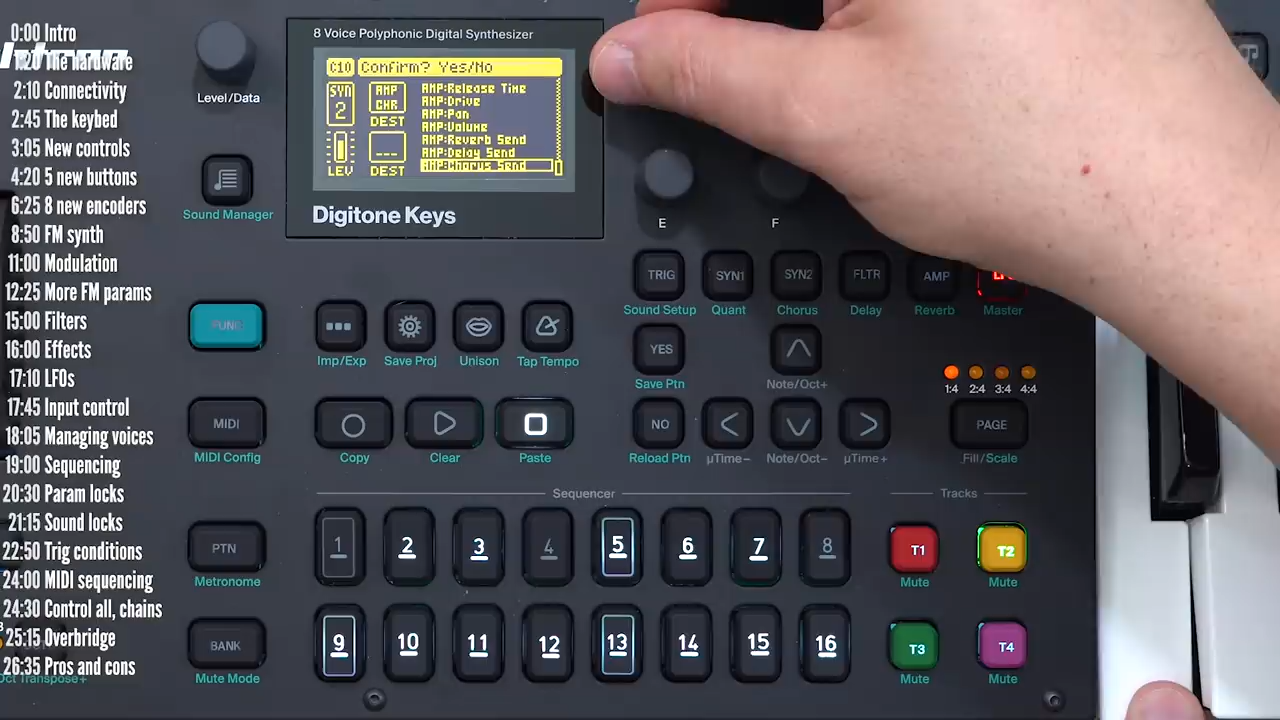 0:00 Intro
1:20 The hardware
2:10 Connectivity
2:45 The keybed
3:05 New controls
4:20 5 new buttons
6:25 8 new encoders
8:50 FM synth
11:00 Modulation
12:25 More FM params
15:00 Filters
16:00 Effects
17:10 LFOs
17:45 Input control
18:05 Managing voices
19:00 Sequencing
20:30 Param locks
21:15 Sound locks
22:50 Trig conditions
24:00 MIDI sequencing
24:30 Control all, chains
25:15 Overbridge
26:35 Pros and cons
Oct Transpose+
Level/Data
Sound Manager
8 Voice Polyphonic Digital Synthesizer
C10 Confirm? Yes/No
SYN 2
AMP CHR DEST
--- DEST
LEV
AMP:Release Time
AMP:Drive
AMP:Pan
AMP:Volume
AMP:Reverb Send
AMP:Delay Send
AMP:Chorus Send
Digitone Keys
E F
TRIG SYN1 SYN2 FLTR AMP
Sound Setup Quant Chorus Delay Reverb Master
FUNC
Imp/Exp Save Proj Unison Tap Tempo
YES
Save Ptn Note/Oct+
1:4 2:4 3:4 4:4
MIDI
MIDI Config
Copy Clear Paste
NO PAGE
Reload Ptn µTime- Note/Oct- µTime+ Fill/Scale
Sequencer Tracks
PTN
Metronome
1 2 3 4 5 6 7 8
T1 T2
Mute Mute
BANK
Mute Mode
9 10 11 12 13 14 15 16
T3 T4
Mute Mute